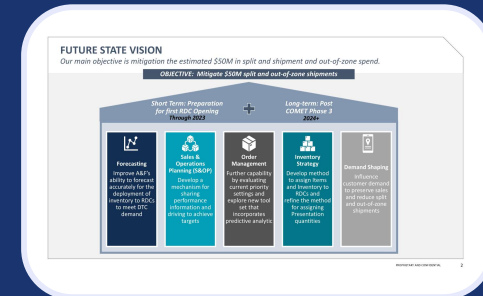 FUTURE STATE VISION
Our main objective is mitigation the estimated $50M in split and shipment and out-of-zone spend.
OBJECTIVE: Mitigate $50M split and out-of-zone shipments
Short Term: Preparation
for first RDC Opening
Through 2023
+
Long-term: Post
COMET Phase 3
2024+
Forecasting
Improve A&F's
ability to forecast
accurately for the
deployment of
inventory to RDCs
to meet DTC
demand
Sales &
Operations
Planning (S&OP)
Develop a
mechanism for
sharing
performance
information and
driving to achieve
targets
Order
Management
Further capability
by evaluating
current priority
settings and
explore new tool
set that
incorporates
predictive analytic
Inventory
Strategy
Develop method
to assign Items
and Inventory to
RDCs and
refine the method
for assigning
Presentation
quantities
Demand Shaping
Influence
customer demand
to preserve sales
and reduce split
and out-of-zone
shipments
PROPRIETARY AND CONFIDENTIAL
2